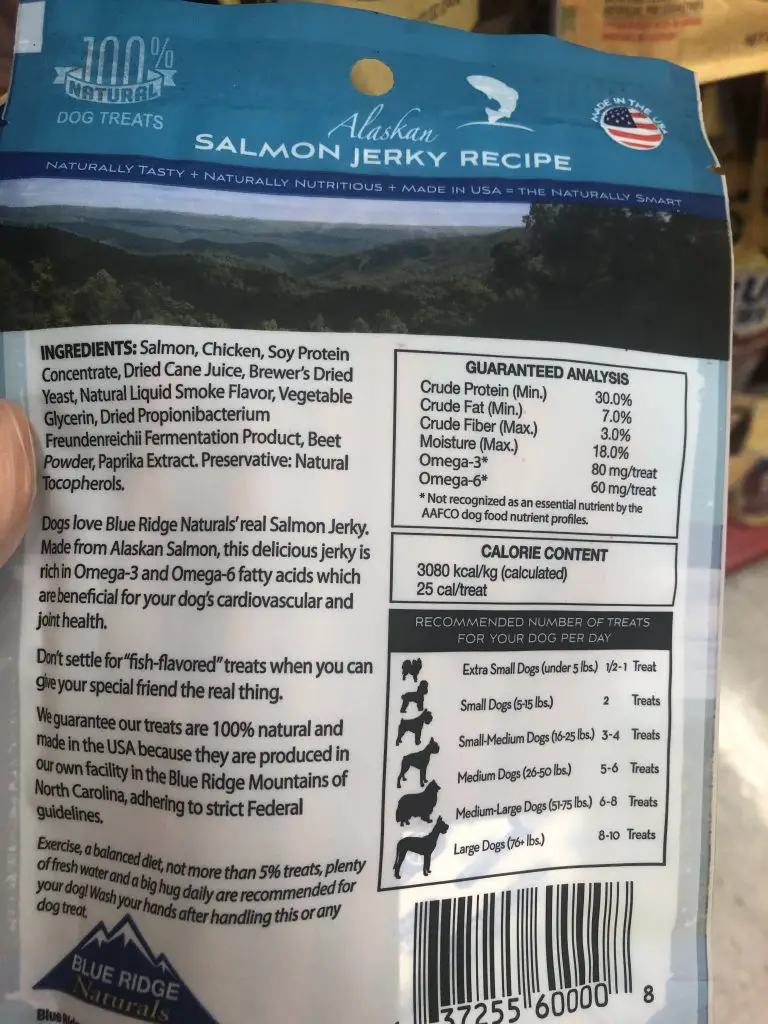 100%
NATURAL
DOG TREATS
Alaskan
SALMON JERKY RECIPE
MADE IN THE USA
NATURALLY TASTY + NATURALLY NUTRITIOUS + MADE IN USA = THE NATURALLY SMART
INGREDIENTS: Salmon, Chicken, Soy Protein
Concentrate, Dried Cane Juice, Brewer's Dried
Yeast, Natural Liquid Smoke Flavor, Vegetable
Glycerin, Dried Propionibacterium
Freundenreichii Fermentation Product, Beet
Powder, Paprika Extract. Preservative: Natural
Tocopherols.
Dogs love Blue Ridge Naturals' real Salmon Jerky.
Made from Alaskan Salmon, this delicious jerky is
rich in Omega-3 and Omega-6 fatty acids which
are beneficial for your dog's cardiovascular and
joint health.
Don't settle for "fish-flavored" treats when you can
give your special friend the real thing.
We guarantee our treats are 100% natural and
made in the USA because they are produced in
our own facility in the Blue Ridge Mountains of
North Carolina, adhering to strict Federal
guidelines.
Exercise, a balanced diet, not more than 5% treats, plenty
of fresh water and a big hug daily are recommended for
your dog! Wash your hands after handling this or any
dog treat.
BLUE RIDGE
Naturals
GUARANTEED ANALYSIS
Crude Protein (Min.) 30.0%
Crude Fat (Min.) 7.0%
Crude Fiber (Max.) 3.0%
Moisture (Max.) 18.0%
Omega-3* 80 mg/treat
Omega-6* 60 mg/treat
* Not recognized as an essential nutrient by the
AAFCO dog food nutrient profiles.
CALORIE CONTENT
3080 kcal/kg (calculated)
25 cal/treat
RECOMMENDED NUMBER OF TREATS
FOR YOUR DOG PER DAY
Extra Small Dogs (under 5 lbs.) 1/2-1 Treat
Small Dogs (5-15 lbs.) 2 Treats
Small-Medium Dogs (16-25 lbs.) 3-4 Treats
Medium Dogs (26-50 lbs.) 5-6 Treats
Medium-Large Dogs (51-75 lbs.) 6-8 Treats
Large Dogs (76+ lbs.) 8-10 Treats
37255 60000 8